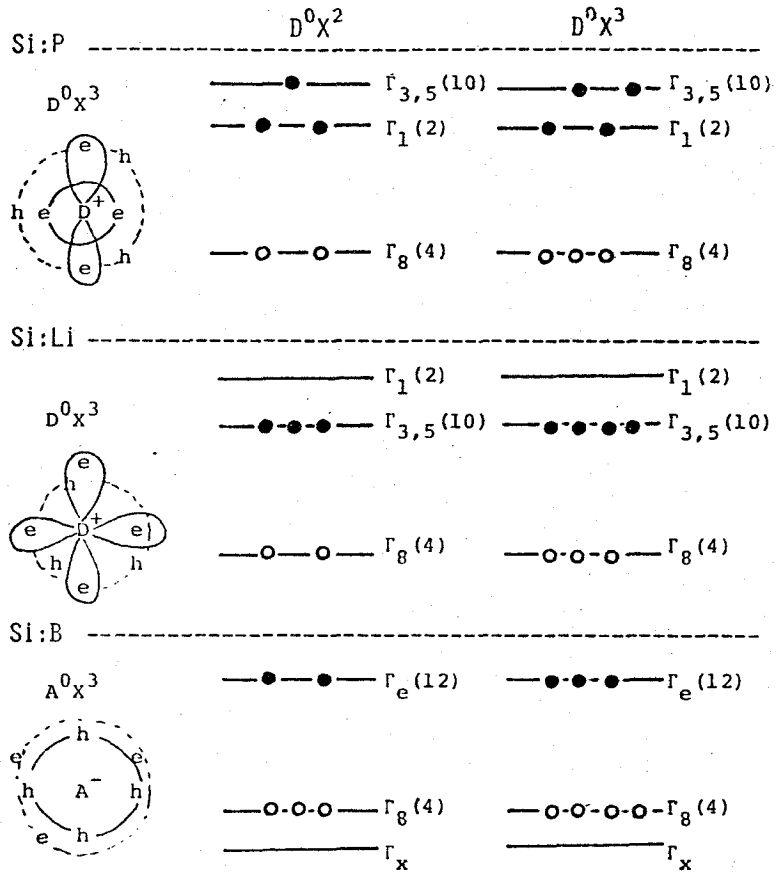 D⁰X² D⁰X³
Si:P
D⁰X³
Γ₃,₅(10) Γ₃,₅(10)
Γ₁(2) Γ₁(2)
e h
h e D⁺ e
e h
Γ₈(4) Γ₈(4)
Si:Li
D⁰X³
Γ₁(2) Γ₁(2)
Γ₃,₅(10) Γ₃,₅(10)
e
h
e D⁺ e
h h
e
Γ₈(4) Γ₈(4)
Si:B
A⁰X³
Γₑ(12) Γₑ(12)
h
e e
h A⁻ h
e h
Γ₈(4) Γ₈(4)
Γₓ Γₓ